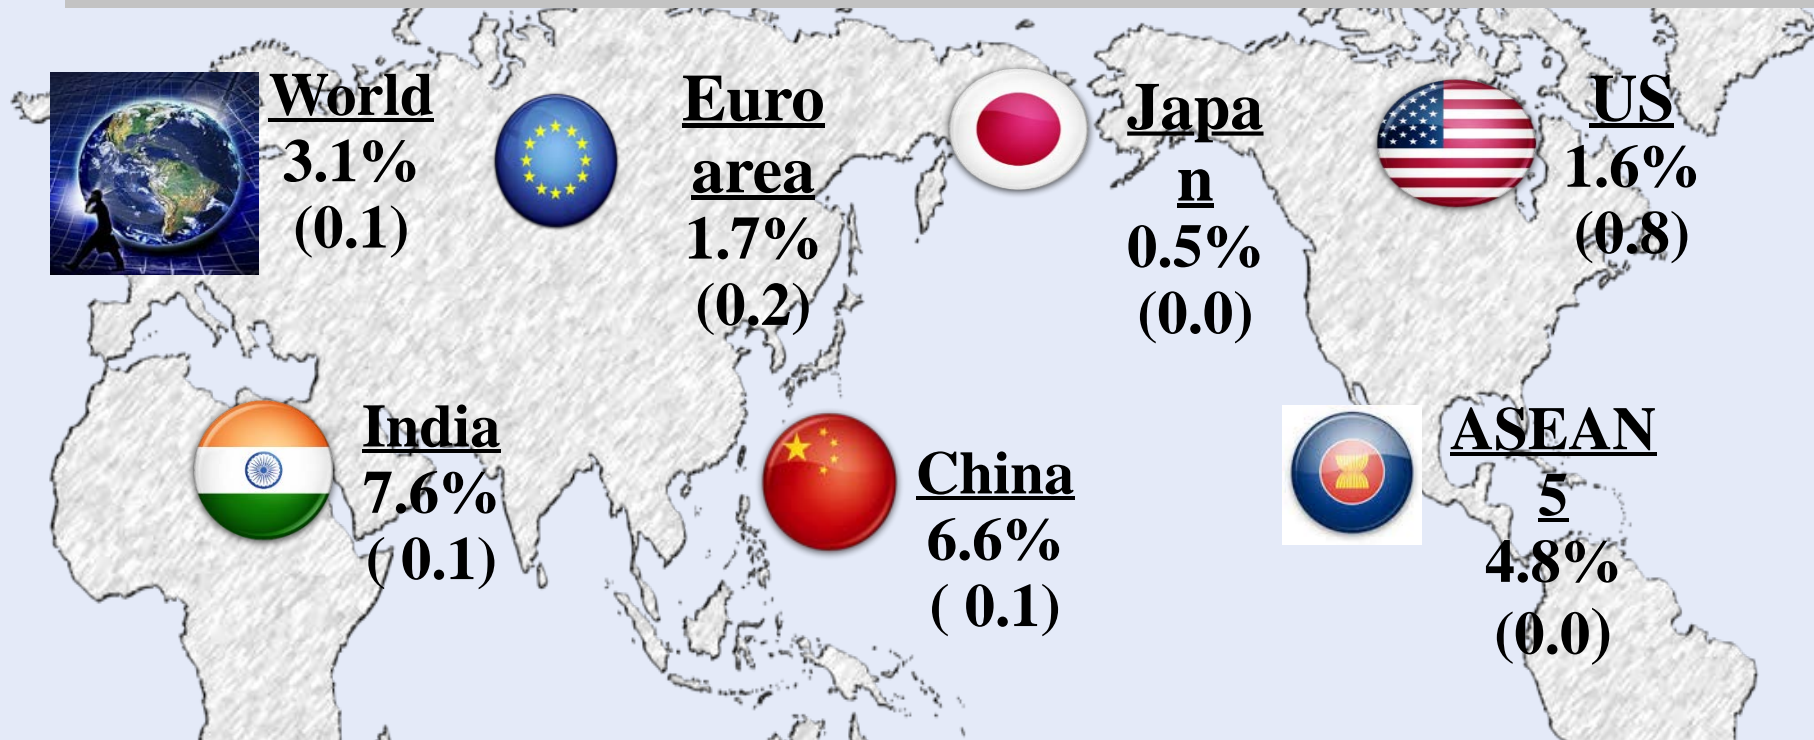 World
3.1%
(0.1)
Euro
area
1.7%
(0.2)
Japa
n
0.5%
(0.0)
US
1.6%
(0.8)
India
7.6%
( 0.1)
China
6.6%
( 0.1)
ASEAN
5
4.8%
(0.0)